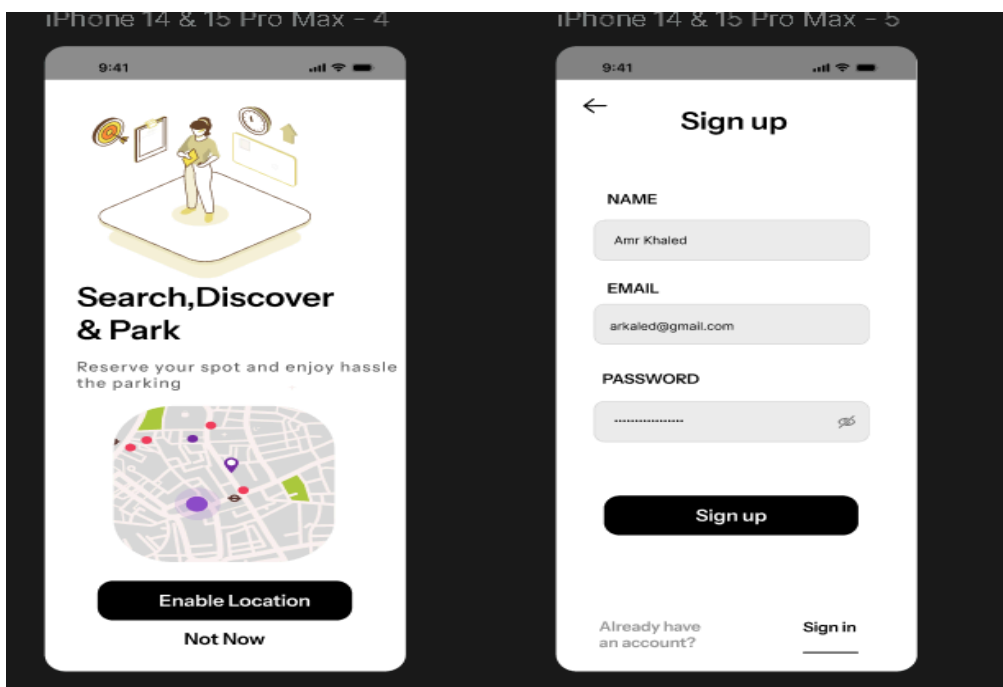 iPhone 14 & 15 Pro Max - 4
9:41
Search,Discover
& Park
Reserve your spot and enjoy hassle
the parking
Enable Location
Not Now
iPhone 14 & 15 Pro Max - 5
9:41
Sign up
NAME
Amr Khaled
EMAIL
arkaled@gmail.com
PASSWORD
Sign up
Already have
an account?
Sign in